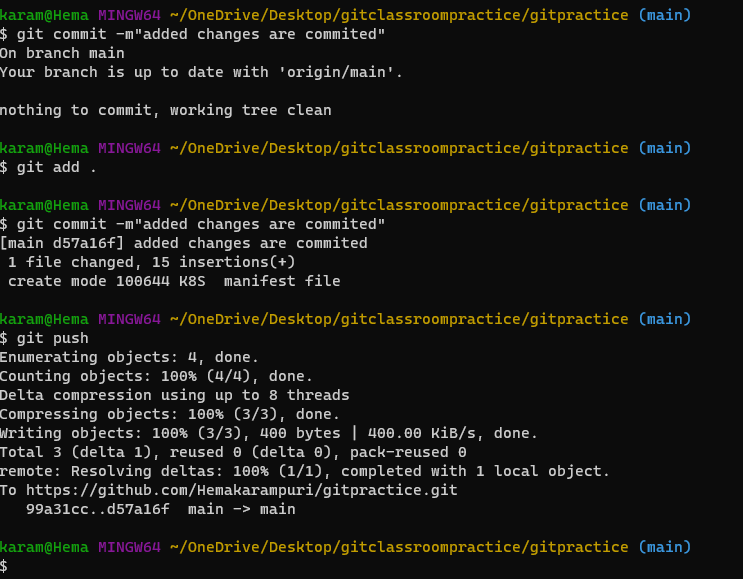 karam@Hema MINGW64 ~/OneDrive/Desktop/gitclassroompractice/gitpractice (main)
$ git commit -m"added changes are commited"
On branch main
Your branch is up to date with 'origin/main'.
nothing to commit, working tree clean
karam@Hema MINGW64 ~/OneDrive/Desktop/gitclassroompractice/gitpractice (main)
$ git add .
karam@Hema MINGW64 ~/OneDrive/Desktop/gitclassroompractice/gitpractice (main)
$ git commit -m"added changes are commited"
[main d57a16f] added changes are commited
 1 file changed, 15 insertions(+)
 create mode 100644 K8S  manifest file
karam@Hema MINGW64 ~/OneDrive/Desktop/gitclassroompractice/gitpractice (main)
$ git push
Enumerating objects: 4, done.
Counting objects: 100% (4/4), done.
Delta compression using up to 8 threads
Compressing objects: 100% (3/3), done.
Writing objects: 100% (3/3), 400 bytes | 400.00 KiB/s, done.
Total 3 (delta 1), reused 0 (delta 0), pack-reused 0
remote: Resolving deltas: 100% (1/1), completed with 1 local object.
To https://github.com/Hemakarampuri/gitpractice.git
   99a31cc..d57a16f  main -> main
karam@Hema MINGW64 ~/OneDrive/Desktop/gitclassroompractice/gitpractice (main)
$